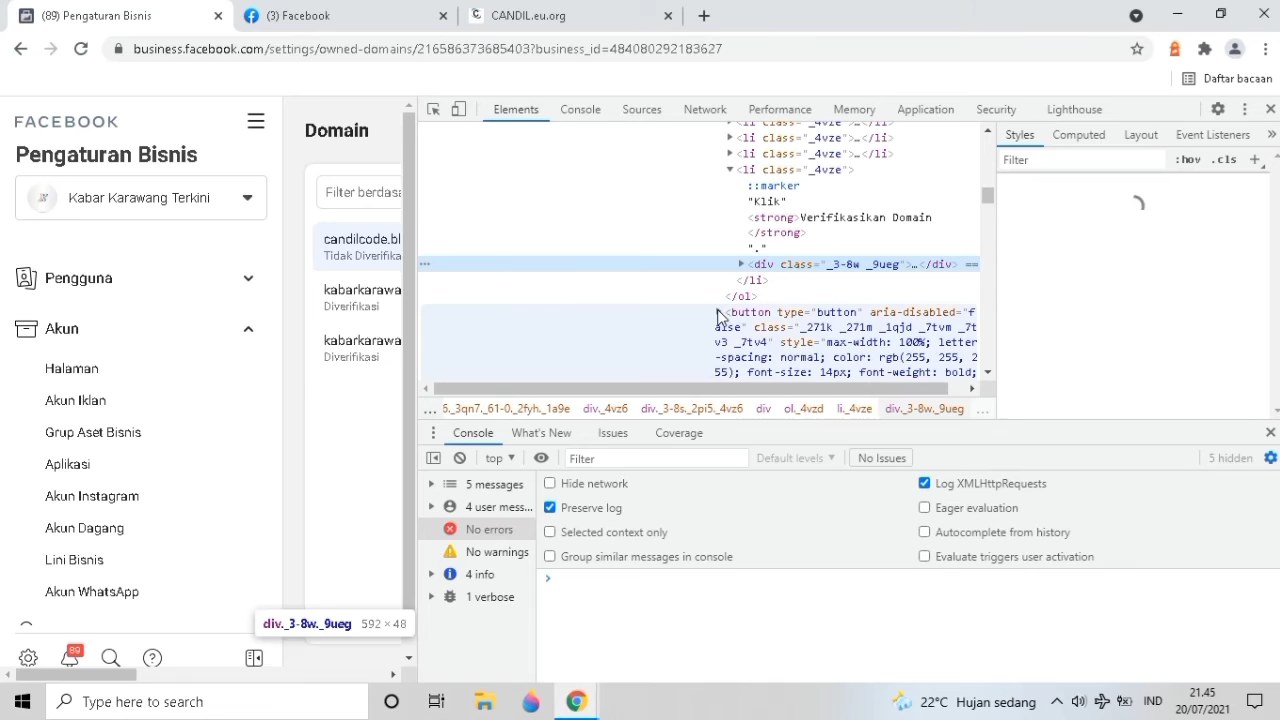 (89) Pengaturan Bisnis
(3) Facebook
CANDIL.eu.org
business.facebook.com/settings/owned-domains/216586373685403?business_id=484080292183627
Daftar bacaan
FACEBOOK
Pengaturan Bisnis
Kabar Karawang Terkini
Pengguna
Akun
Halaman
Akun Iklan
Grup Aset Bisnis
Aplikasi
Akun Instagram
Akun Dagang
Lini Bisnis
Akun WhatsApp
89
Domain
Filter berdasa
candilcode.bl
Tidak Diverifika
kabarkarawa
Diverifikasi
kabarkarawa
Diverifikasi
div._3-8w._9ueg 592 × 48
Elements Console Sources Network Performance Memory Application Security Lighthouse
<li class="_4vze">…</li>
<li class="_4vze">…</li>
<li class="_4vze">…</li>
<li class="_4vze">
::marker
"Klik"
<strong>Verifikasikan Domain
</strong>
"."
<div class="_3-8w _9ueg">…</div> ==
</li>
</ol>
<button type="button" aria-disabled="f
alse" class="_271k _271m _1qjd _7tvm _7t
v3 _7tv4" style="max-width: 100%; letter
-spacing: normal; color: rgb(255, 255, 2
55); font-size: 14px; font-weight: bold;
... 6._3qn7._61-0._2fyh._1a9e div._4vz6 div._3-8s._2pi5._4vz6 div ol._4vzd li._4vze div._3-8w._9ueg ...
Styles Computed Layout Event Listeners
Filter :hov .cls
Console What's New Issues Coverage
top Filter Default levels No Issues 5 hidden
5 messages
4 user mess...
No errors
No warnings
4 info
1 verbose
Hide network
Preserve log
Selected context only
Group similar messages in console
Log XMLHttpRequests
Eager evaluation
Autocomplete from history
Evaluate triggers user activation
Type here to search
22°C Hujan sedang
IND
21.45
20/07/2021